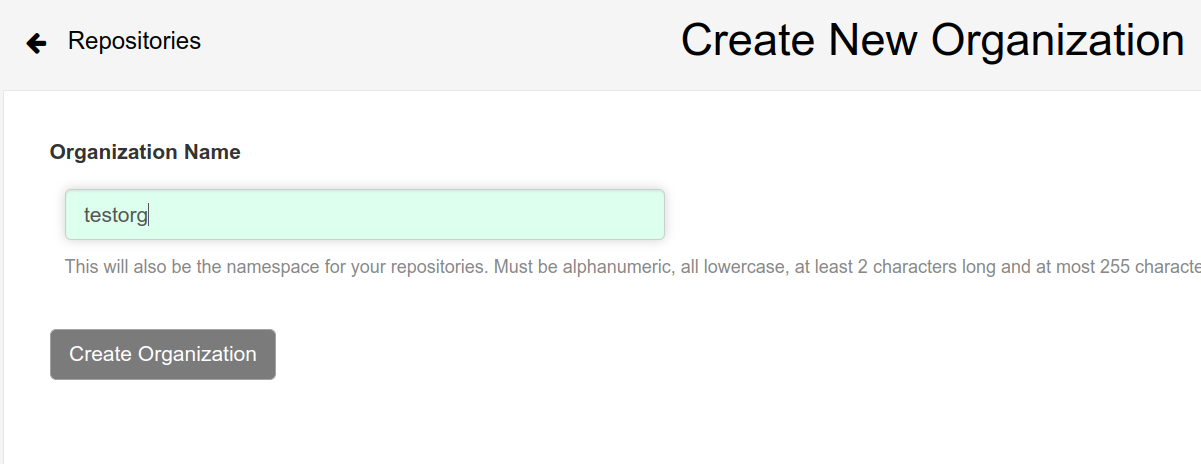 Repositories
Create New Organization
Organization Name
testorg
This will also be the namespace for your repositories. Must be alphanumeric, all lowercase, at least 2 characters long and at most 255 characte
Create Organization